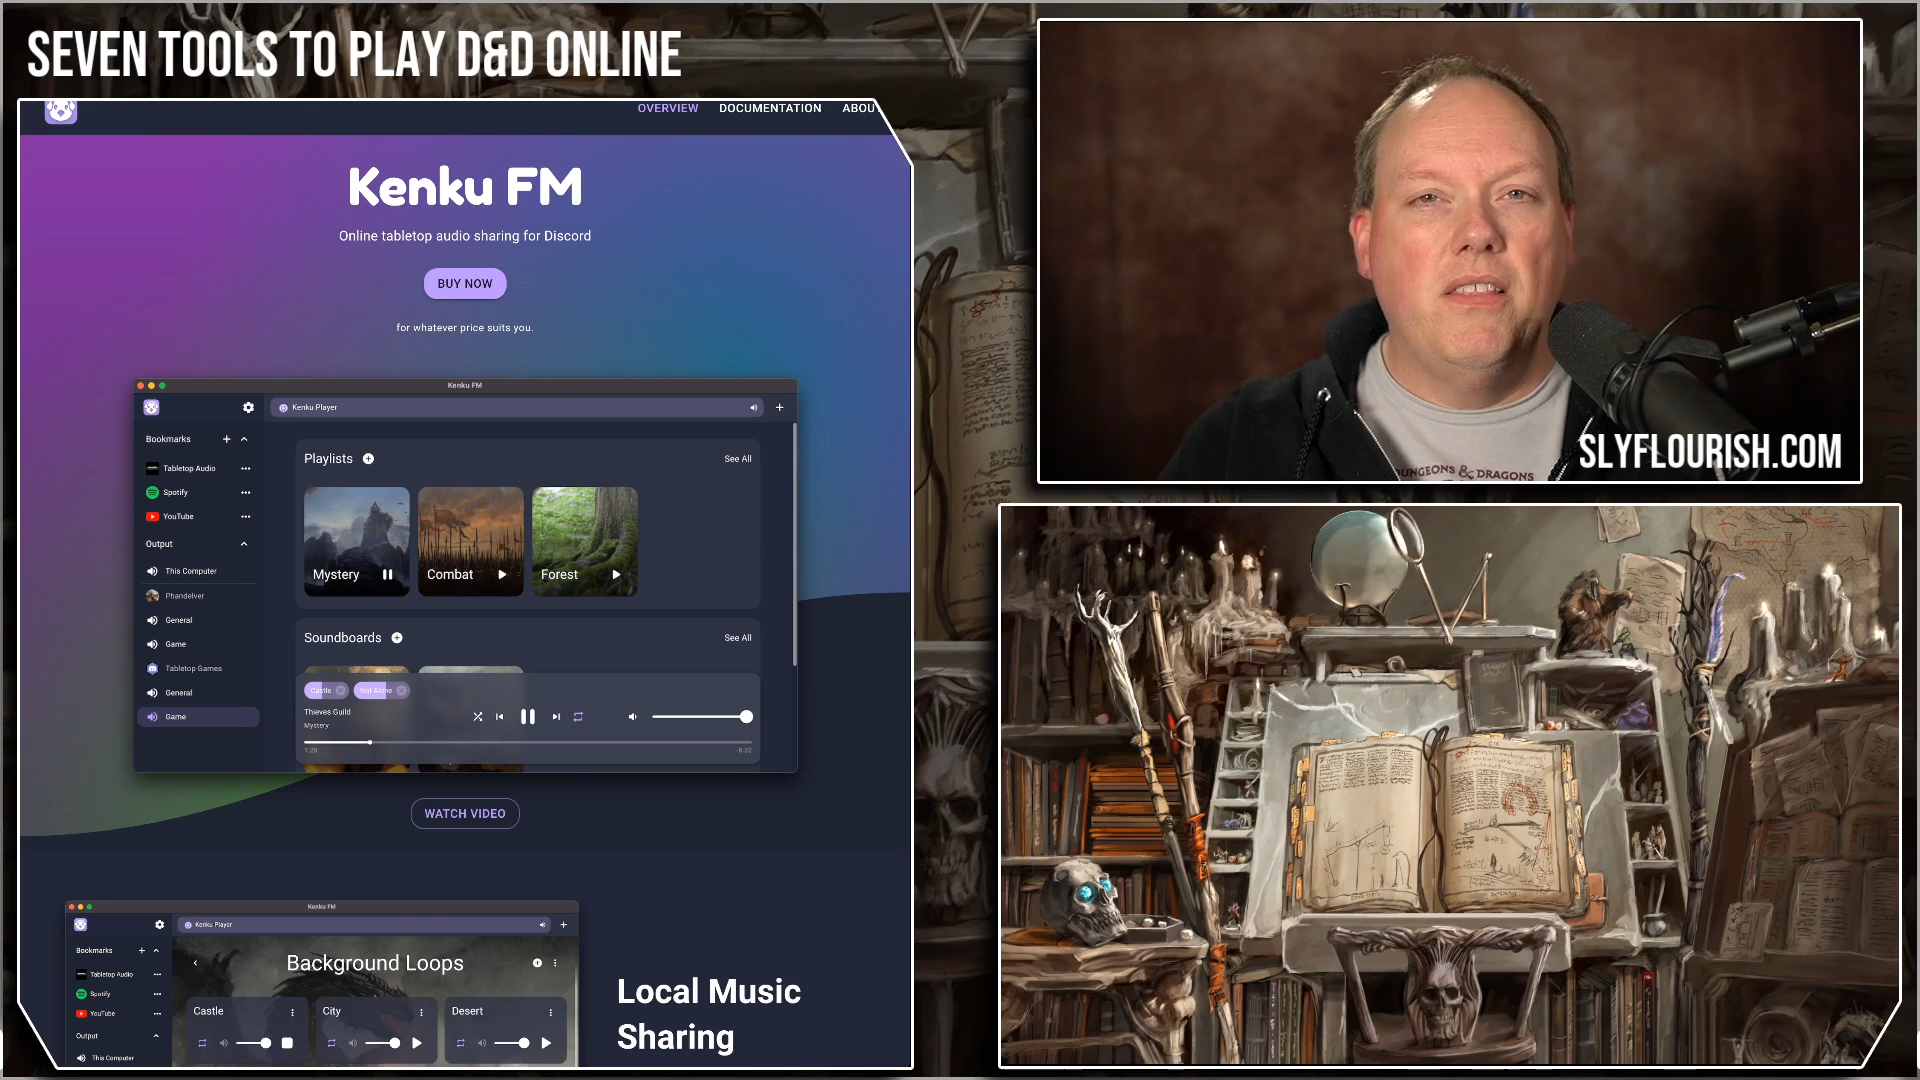 SEVEN TOOLS TO PLAY D&D ONLINE
OVERVIEW DOCUMENTATION
Kenku FM
Online tabletop audio sharing for Discord
BUY NOW
for whatever price suits you.
Kenku FM
Kenku Player
Bookmarks
Tabletop Audio
Spotify
YouTube
Output
This Computer
Phandelver
General
Game
Tabletop Games
General
Game
Playlists
See All
Mystery
Combat
Forest
Soundboards
See All
Castle
Not Alone
Thieves Guild
Mystery
1:28
-8:32
WATCH VIDEO
Kenku FM
Kenku Player
Bookmarks
Tabletop Audio
Spotify
YouTube
Output
This Computer
Background Loops
Castle
City
Desert
Local Music
Sharing
DUNGEONS & DRAGONS
SLYFLOURISH.COM